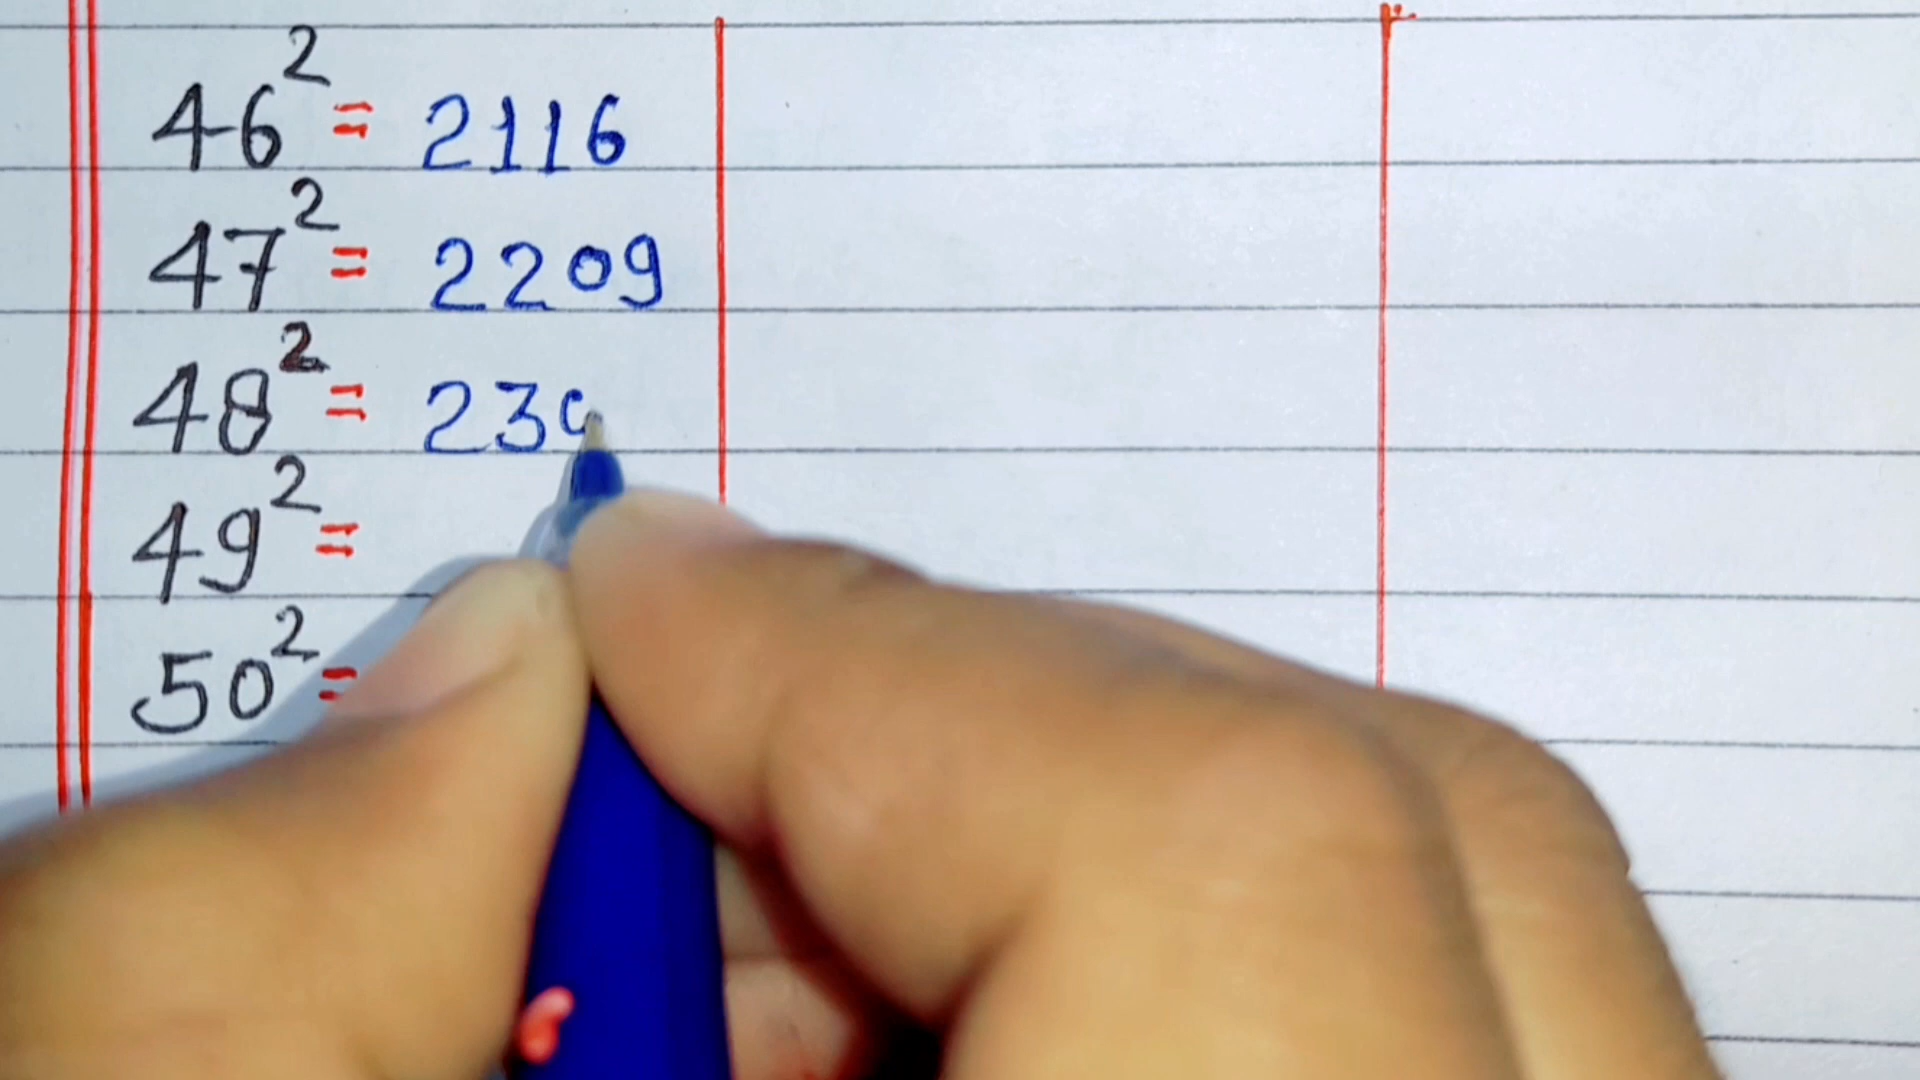 46² = 2116
47² = 2209
48² = 23
49² =
50² =